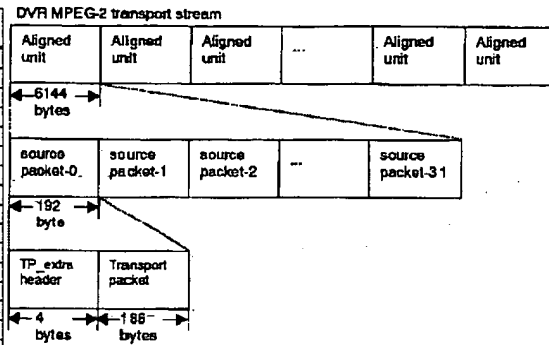 DVR MPEG-2 transport stream
Aligned unit
Aligned unit
Aligned unit
...
Aligned unit
Aligned unit
6144 bytes
source packet-0
source packet-1
source packet-2
...
source packet-31
192 byte
TP_extra header
Transport packet
4 bytes
188 bytes